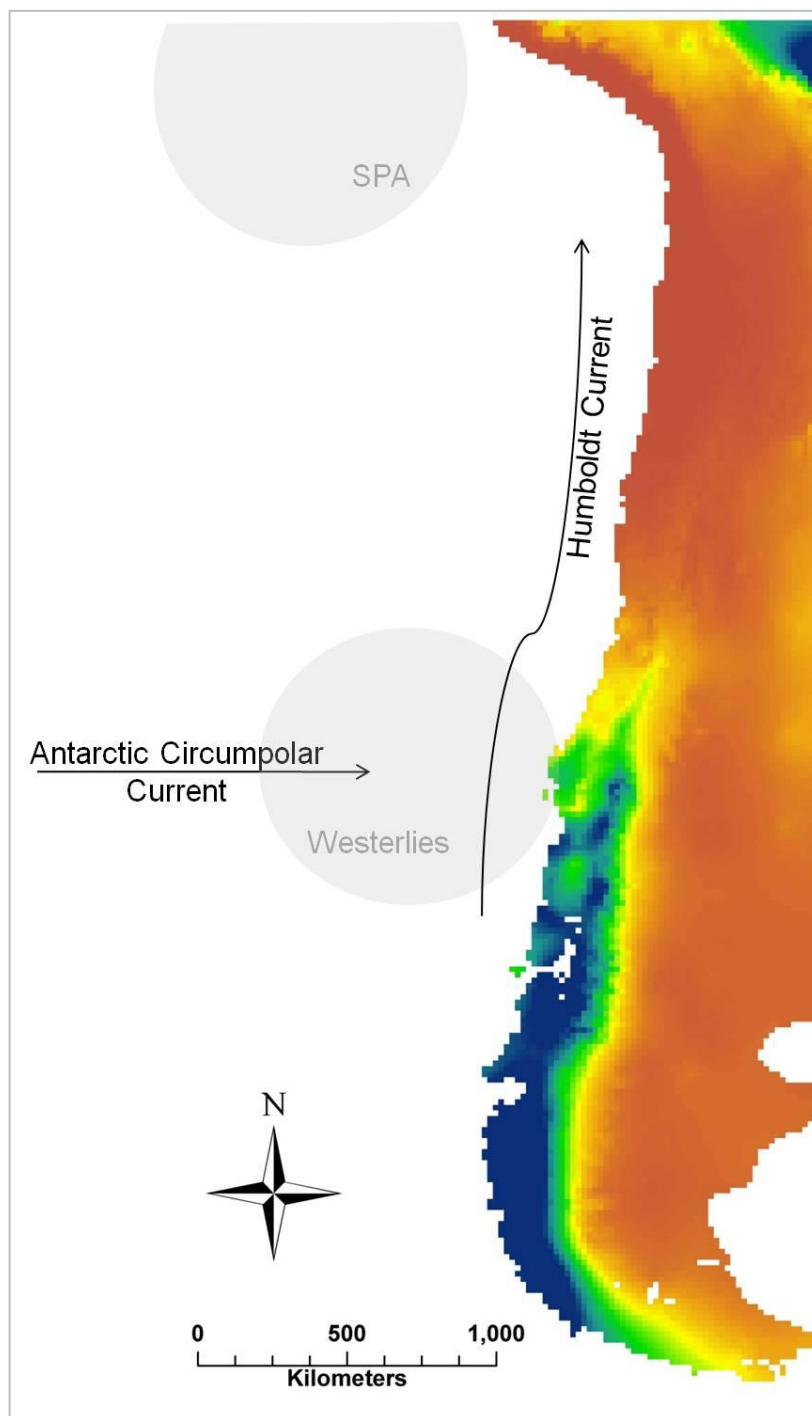 SPA
Humboldt Current
Antarctic Circumpolar
Current
Westerlies
N
0 500 1,000
Kilometers